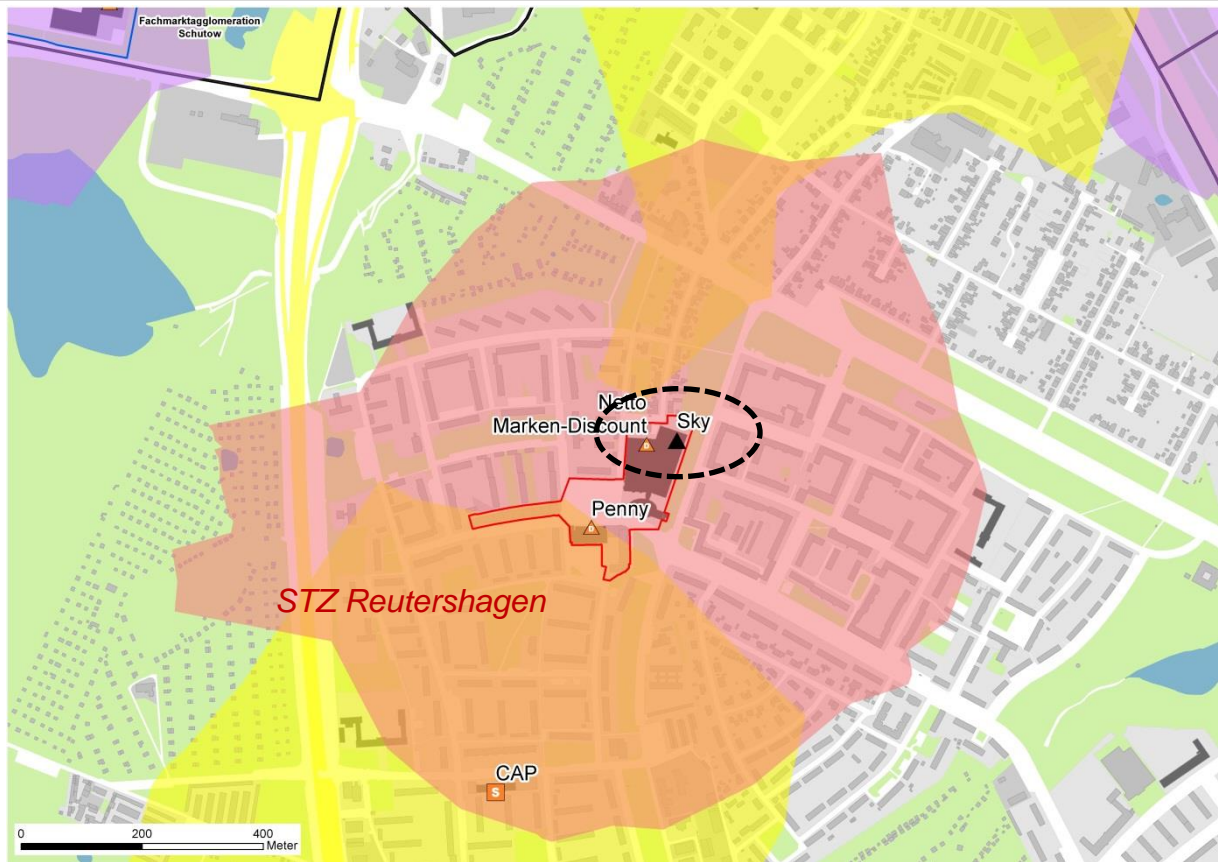 Fachmarktagglomeration
Schutow
Netto
Marken-Discount
D
Sky
Penny
D
STZ Reutershagen
CAP
S
0 200 400
Meter